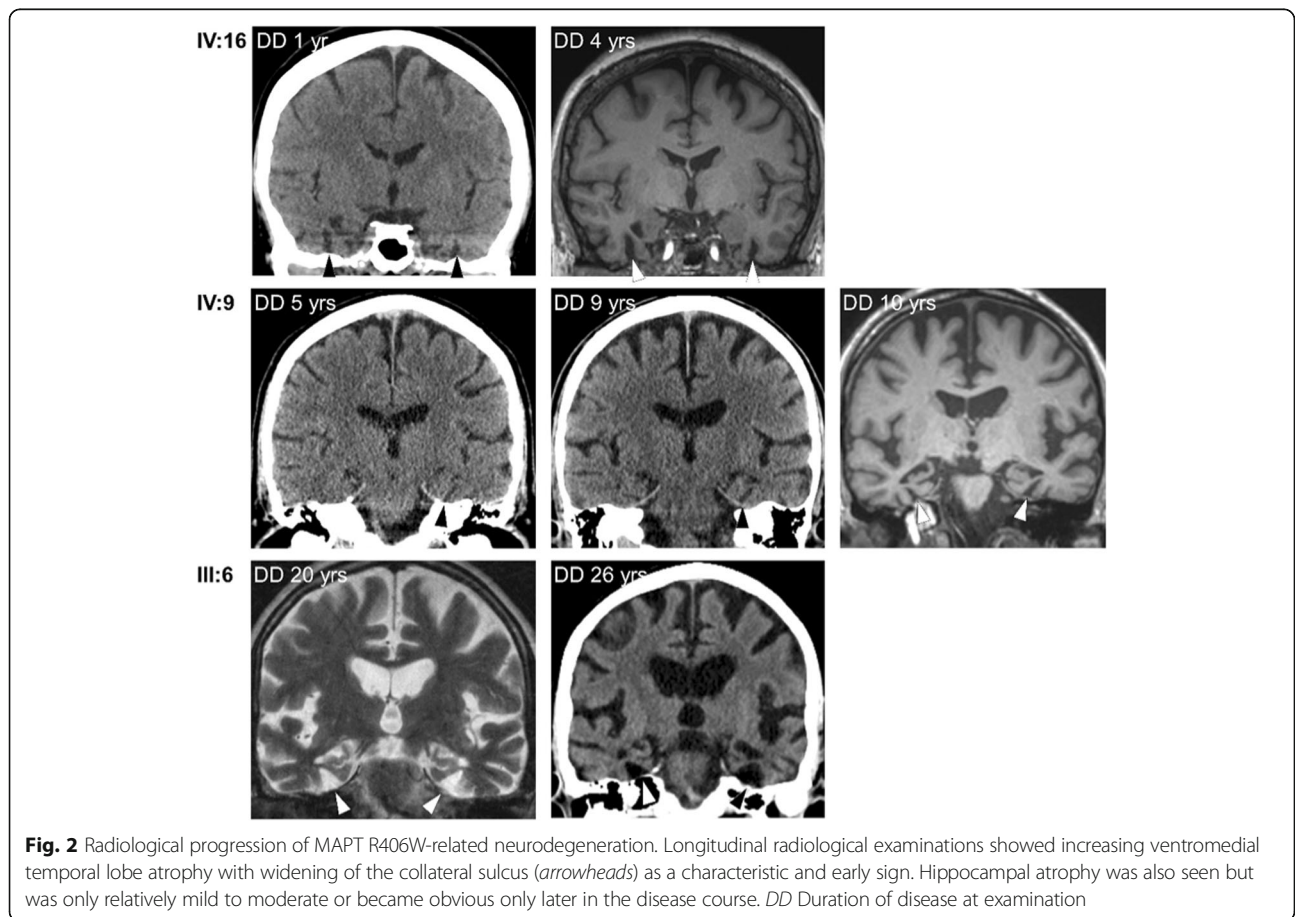 IV:16 DD 1 yr DD 4 yrs
IV:9 DD 5 yrs DD 9 yrs DD 10 yrs
III:6 DD 20 yrs DD 26 yrs
Fig. 2 Radiological progression of MAPT R406W-related neurodegeneration. Longitudinal radiological examinations showed increasing ventromedial
temporal lobe atrophy with widening of the collateral sulcus (arrowheads) as a characteristic and early sign. Hippocampal atrophy was also seen but
was only relatively mild to moderate or became obvious only later in the disease course. DD Duration of disease at examination